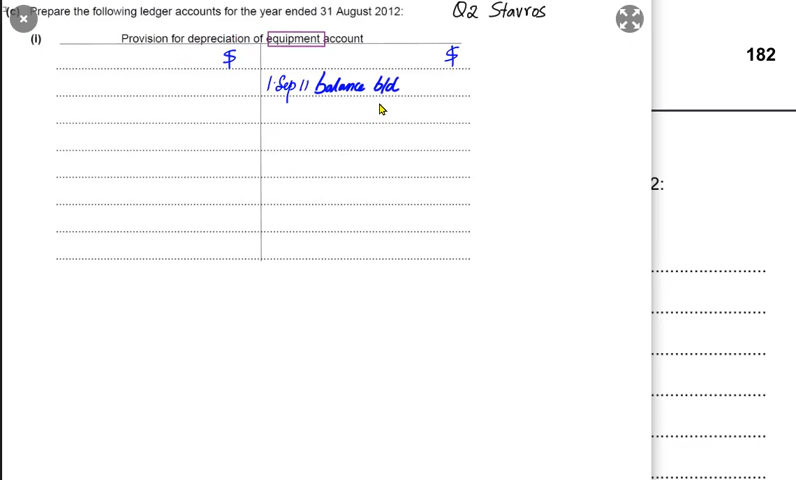 (c) Prepare the following ledger accounts for the year ended 31 August 2012:
Q2 Stavros
(i) Provision for depreciation of equipment account
$ $
1·Sep 11 balance b/d
182
2: